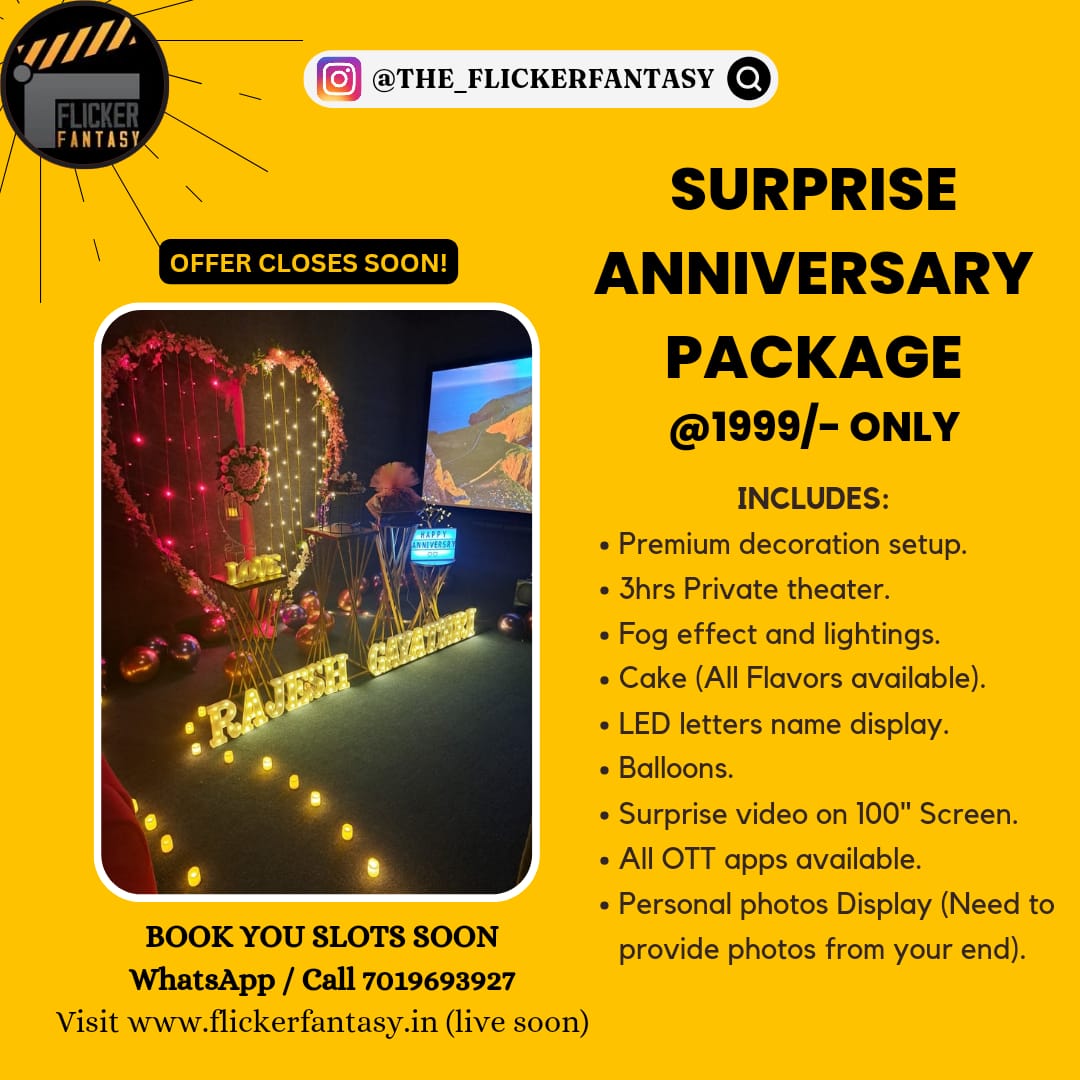 FLICKER
FANTASY
@THE_FLICKERFANTASY
SURPRISE
ANNIVERSARY
PACKAGE
@1999/- ONLY
OFFER CLOSES SOON!
LOVE
HAPPY
ANNIVERSRY
RAJESH GAYATHRI
INCLUDES:
• Premium decoration setup.
• 3hrs Private theater.
• Fog effect and lightings.
• Cake (All Flavors available).
• LED letters name display.
• Balloons.
• Surprise video on 100" Screen.
• All OTT apps available.
• Personal photos Display (Need to
provide photos from your end).
BOOK YOU SLOTS SOON
WhatsApp / Call 7019693927
Visit www.flickerfantasy.in (live soon)